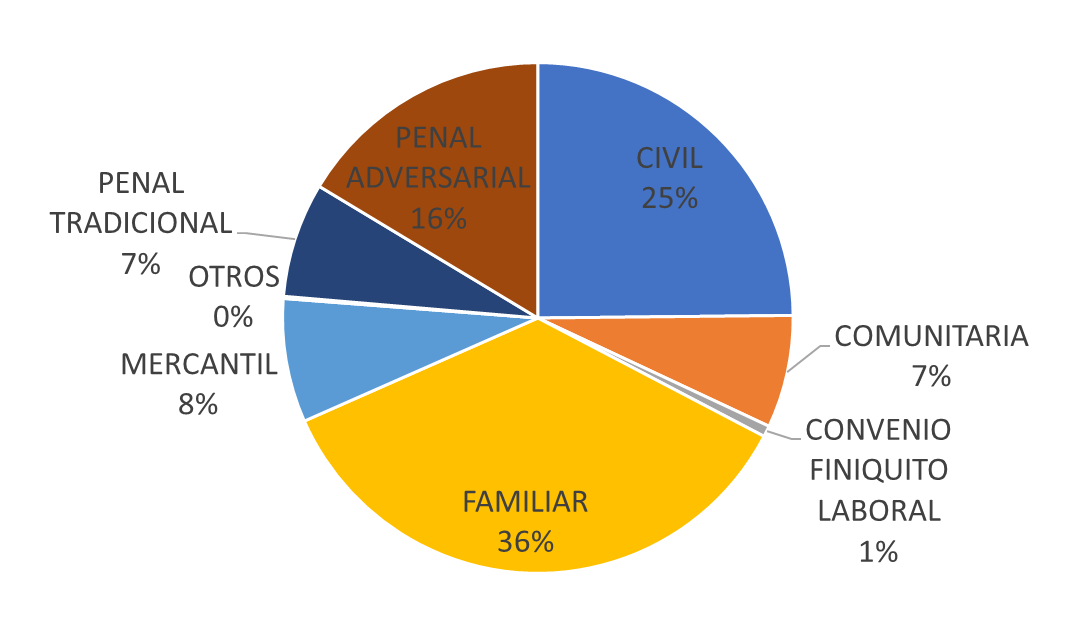 PENAL
ADVERSARIAL
16%
CIVIL
25%
PENAL
TRADICIONAL
7%
OTROS
0%
MERCANTIL
8%
COMUNITARIA
7%
CONVENIO
FINIQUITO
LABORAL
1%
FAMILIAR
36%